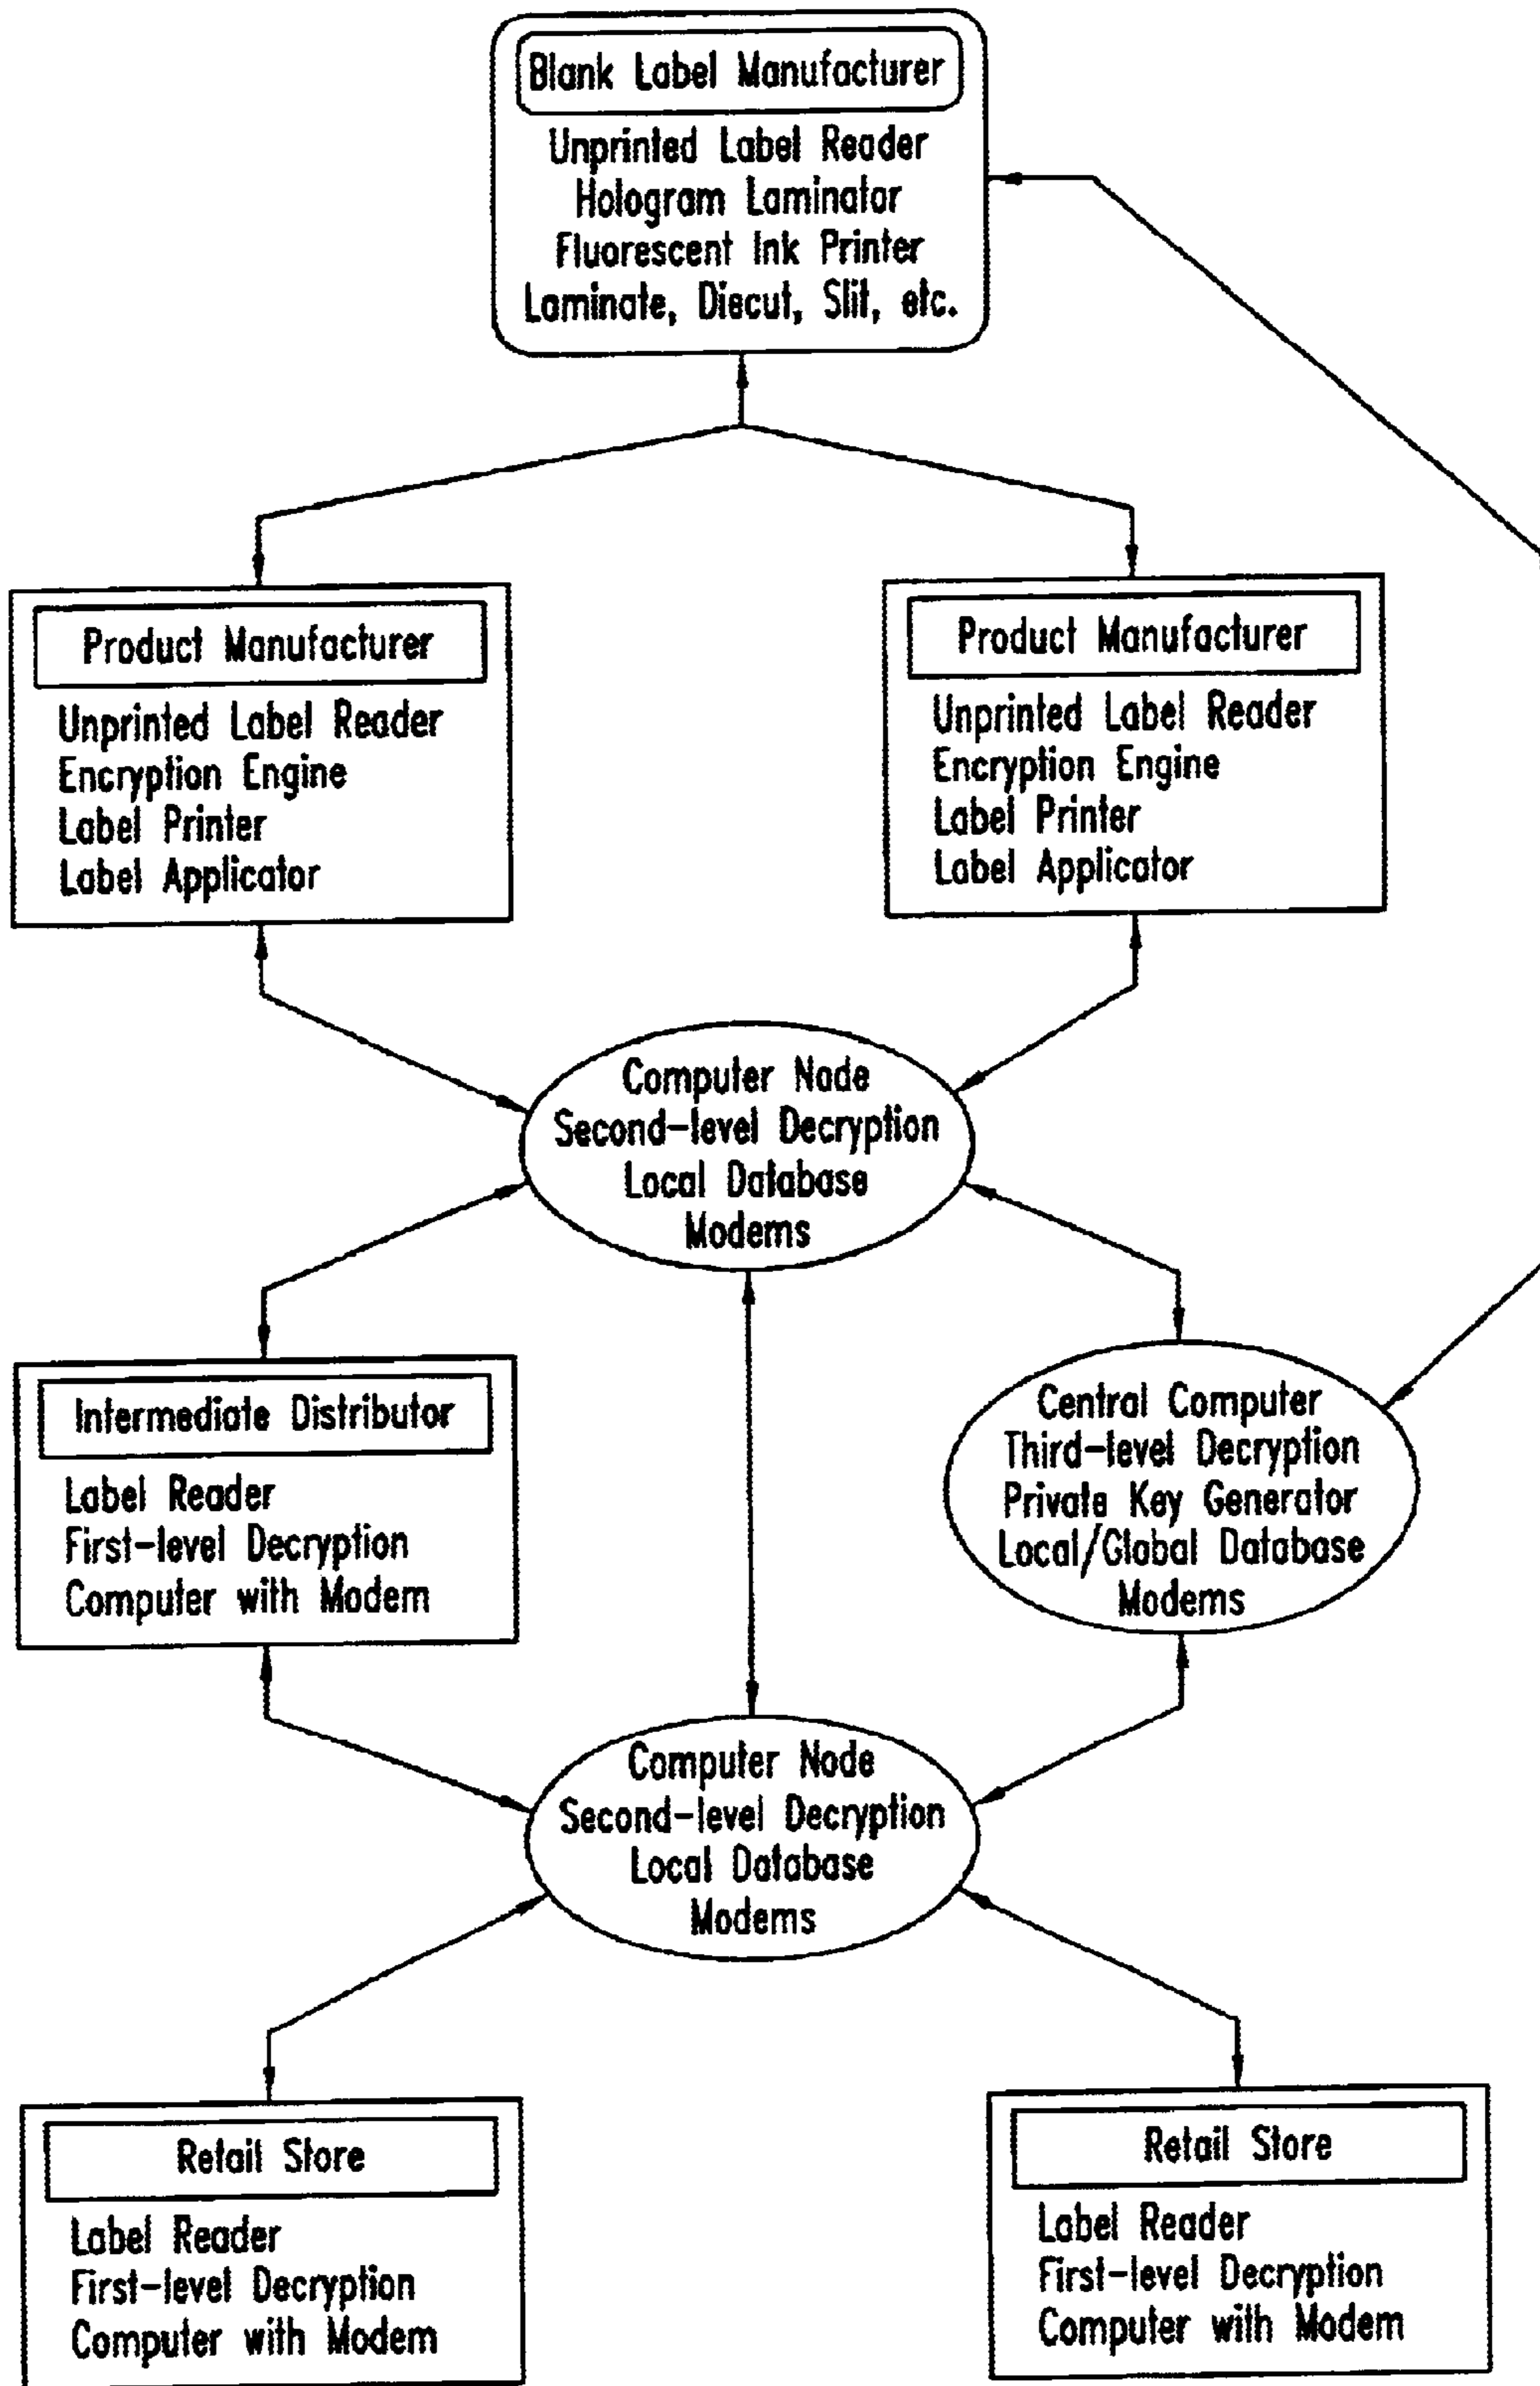 Blank Label Manufacturer
Unprinted Label Reader
Hologram Laminator
Fluorescent Ink Printer
Laminate, Diecut, Slit, etc.
Product Manufacturer
Unprinted Label Reader
Encryption Engine
Label Printer
Label Applicator
Product Manufacturer
Unprinted Label Reader
Encryption Engine
Label Printer
Label Applicator
Computer Node
Second-level Decryption
Local Database
Modems
Intermediate Distributor
Label Reader
First-level Decryption
Computer with Modem
Central Computer
Third-level Decryption
Private Key Generator
Local/Global Database
Modems
Computer Node
Second-level Decryption
Local Database
Modems
Retail Store
Label Reader
First-level Decryption
Computer with Modem
Retail Store
Label Reader
First-level Decryption
Computer with Modem